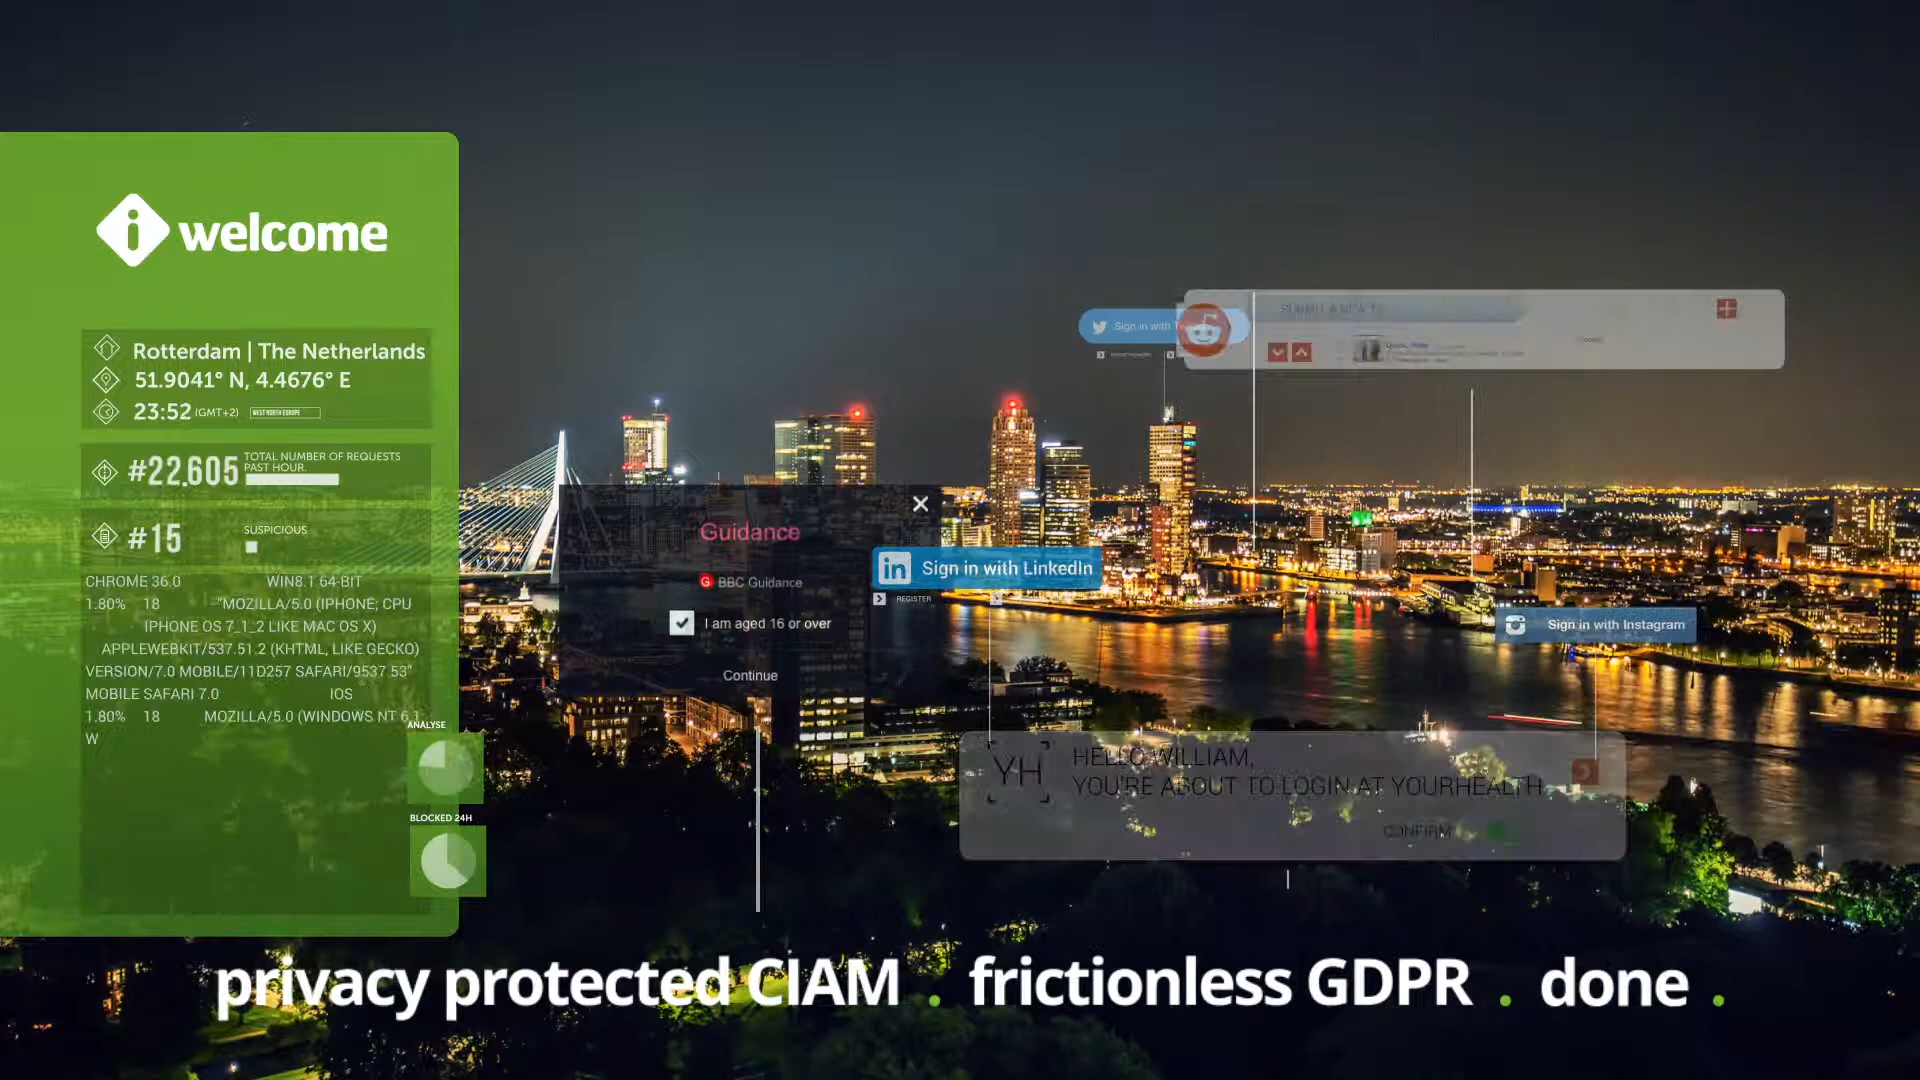 i welcome
Rotterdam | The Netherlands
51.9041° N, 4.4676° E
23:52 (GMT+2) WEST NORTH EUROPE
#22.605 TOTAL NUMBER OF REQUESTS
PAST HOUR.
#15 SUSPICIOUS
CHROME 36.0 WIN8.1 64-BIT
1.80% 18 "MOZILLA/5.0 (IPHONE; CPU
IPHONE OS 7_1_2 LIKE MAC OS X)
APPLEWEBKIT/537.51.2 (KHTML, LIKE GECKO)
VERSION/7.0 MOBILE/11D257 SAFARI/9537.53"
MOBILE SAFARI 7.0 IOS
1.80% 18 MOZILLA/5.0 (WINDOWS NT 6.1
W
ANALYSE
BLOCKED 24H
Guidance
G BBC Guidance
I am aged 16 or over
Continue
Sign in with
SUBMIT A NEW
in Sign in with LinkedIn
REGISTER
Sign in with Instagram
YH
HELLO WILLIAM,
YOU'RE ABOUT TO LOGIN AT YOURHEALTH
CONFIRM
privacy protected CIAM . frictionless GDPR . done .